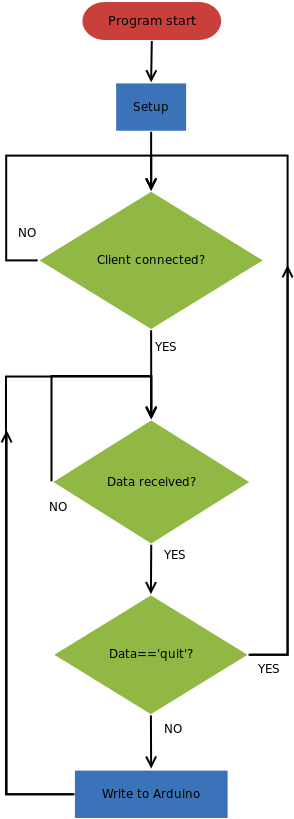 Program start
Setup
NO
Client connected?
YES
Data received?
NO
YES
Data=='quit'?
YES
NO
Write to Arduino